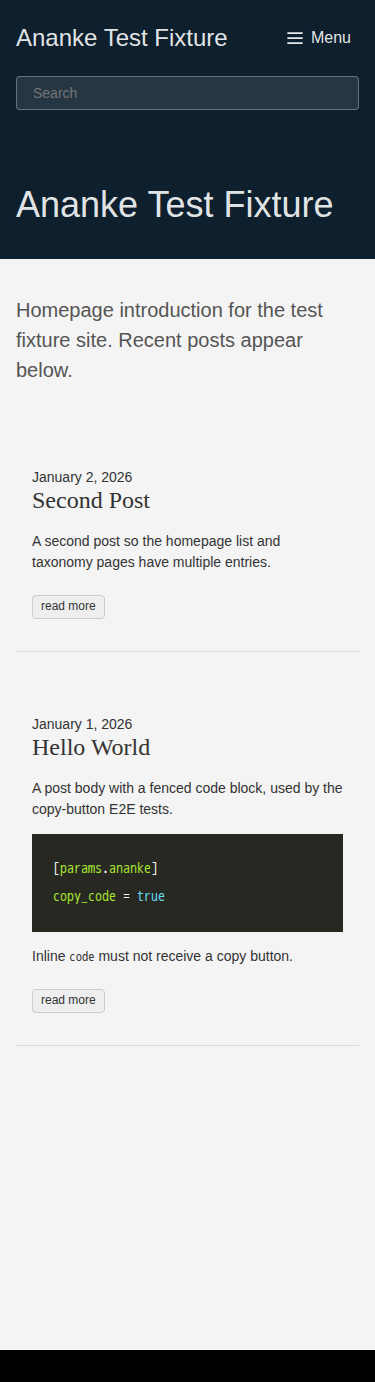 Ananke Test Fixture
Menu
Search
Ananke Test Fixture
Homepage introduction for the test
fixture site. Recent posts appear
below.
January 2, 2026
Second Post
A second post so the homepage list and
taxonomy pages have multiple entries.
read more
January 1, 2026
Hello World
A post body with a fenced code block, used by the
copy-button E2E tests.
[params.ananke]
copy_code = true
Inline code must not receive a copy button.
read more